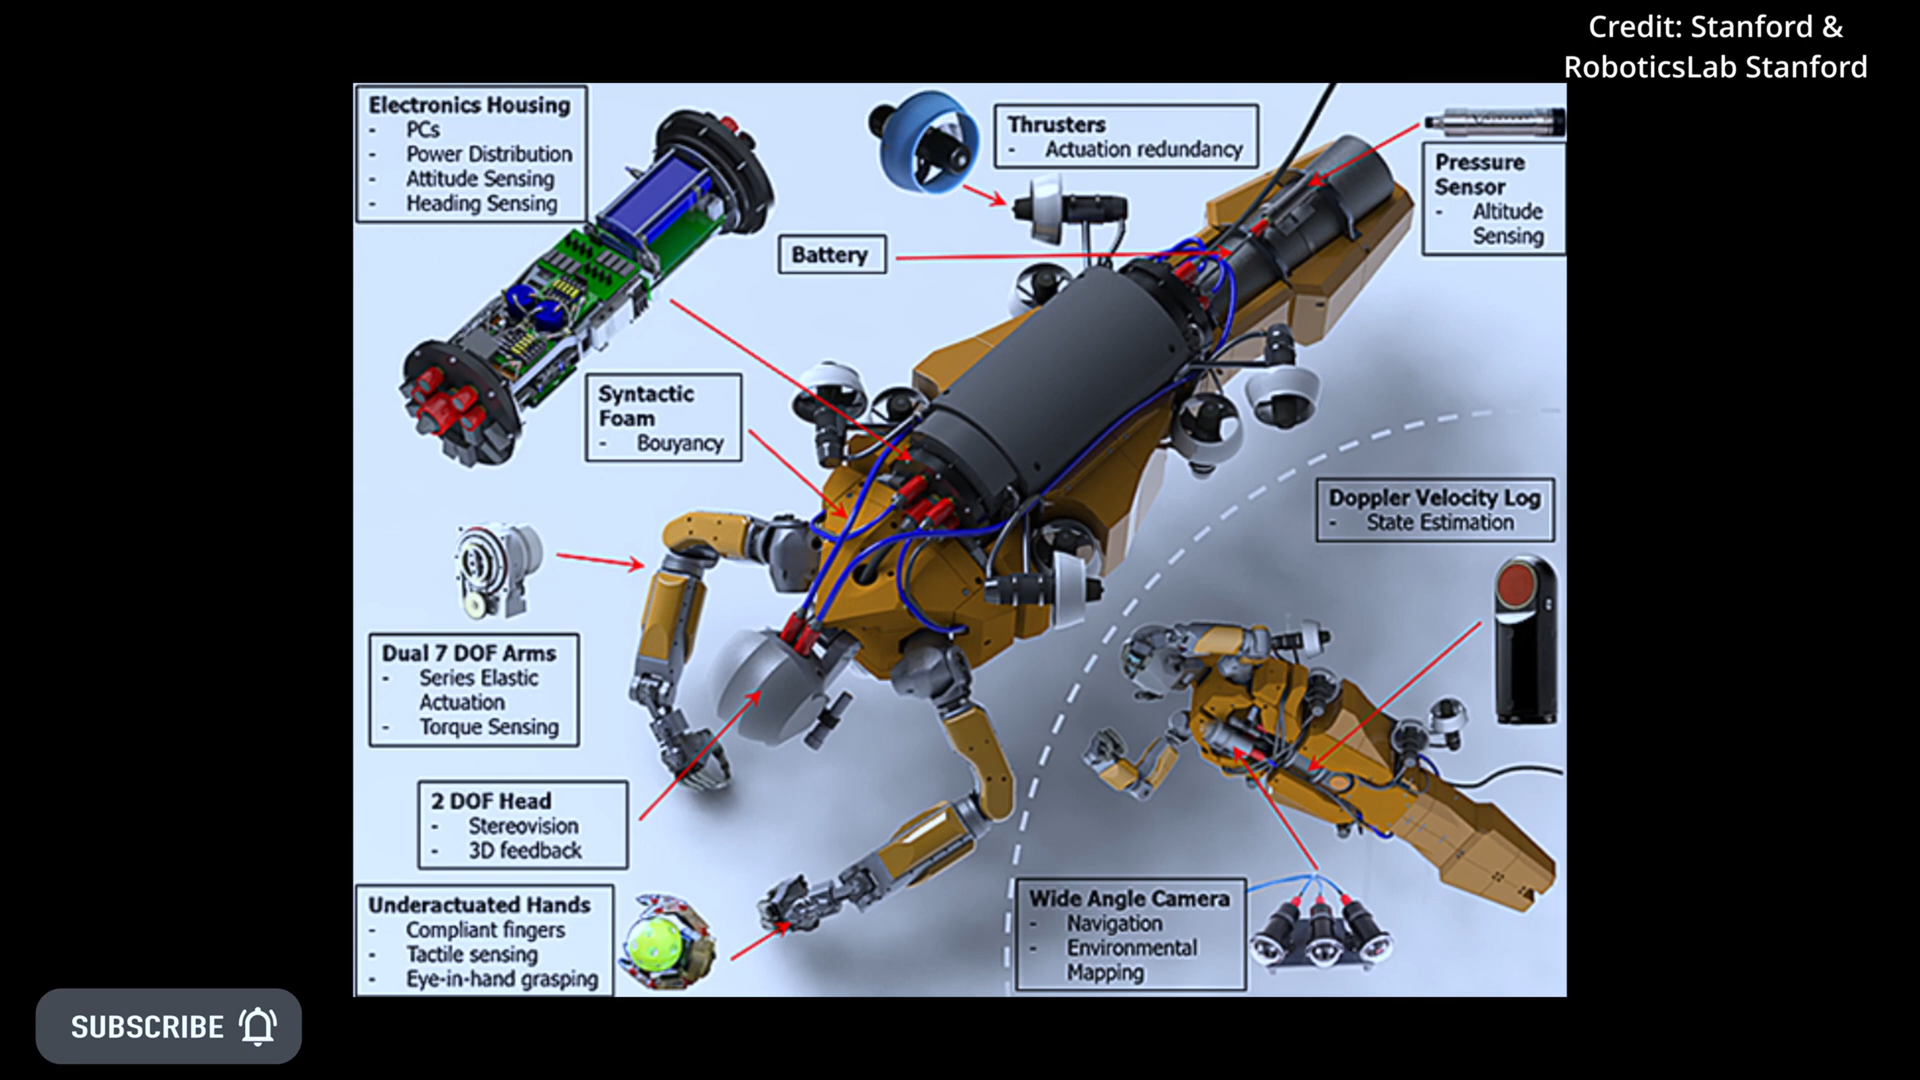 Credit: Stanford &
RoboticsLab Stanford
Electronics Housing
- PCs
- Power Distribution
- Attitude Sensing
- Heading Sensing
Thrusters
- Actuation redundancy
Pressure
Sensor
- Altitude
Sensing
Battery
Syntactic
Foam
- Bouyancy
Doppler Velocity Log
- State Estimation
Dual 7 DOF Arms
- Series Elastic
Actuation
- Torque Sensing
2 DOF Head
- Stereovision
- 3D feedback
Underactuated Hands
- Compliant fingers
- Tactile sensing
- Eye-in-hand grasping
Wide Angle Camera
- Navigation
- Environmental
Mapping
SUBSCRIBE